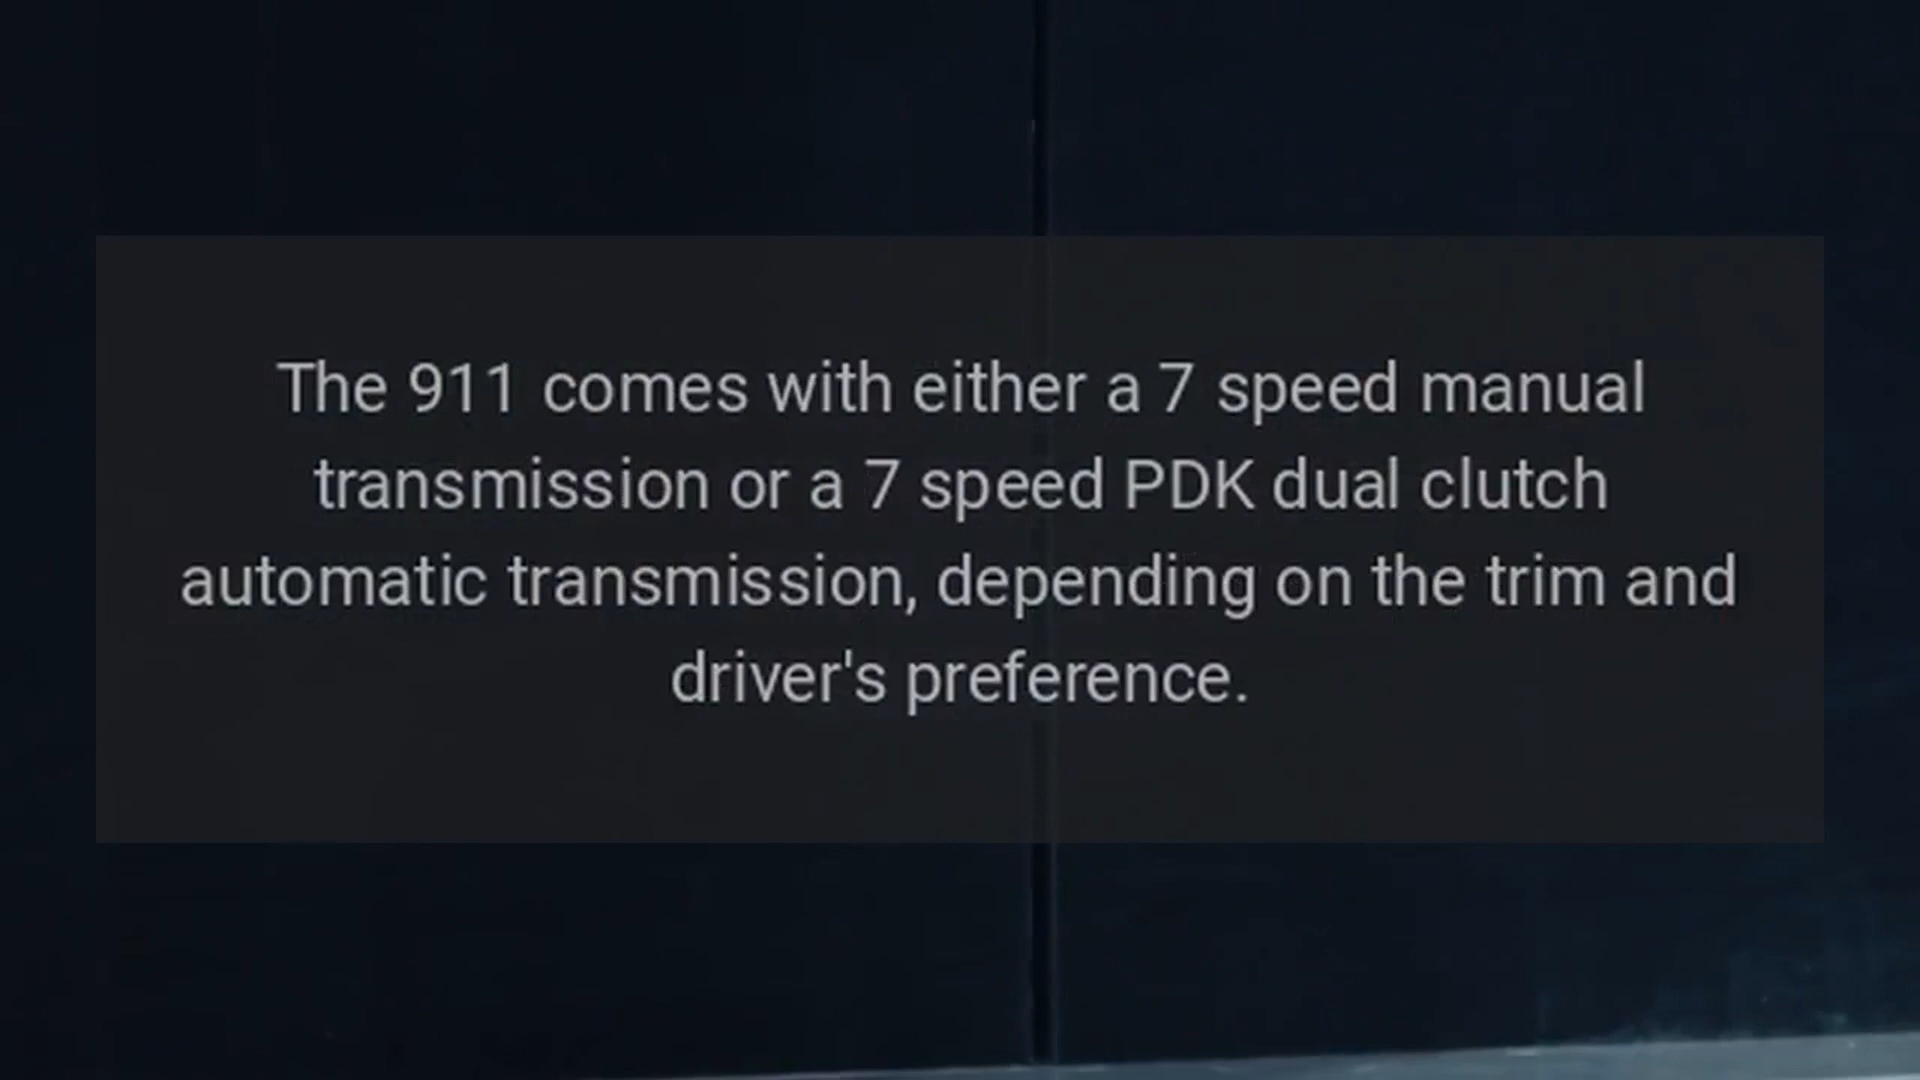 The 911 comes with either a 7 speed manual
transmission or a 7 speed PDK dual clutch
automatic transmission, depending on the trim and
driver's preference.